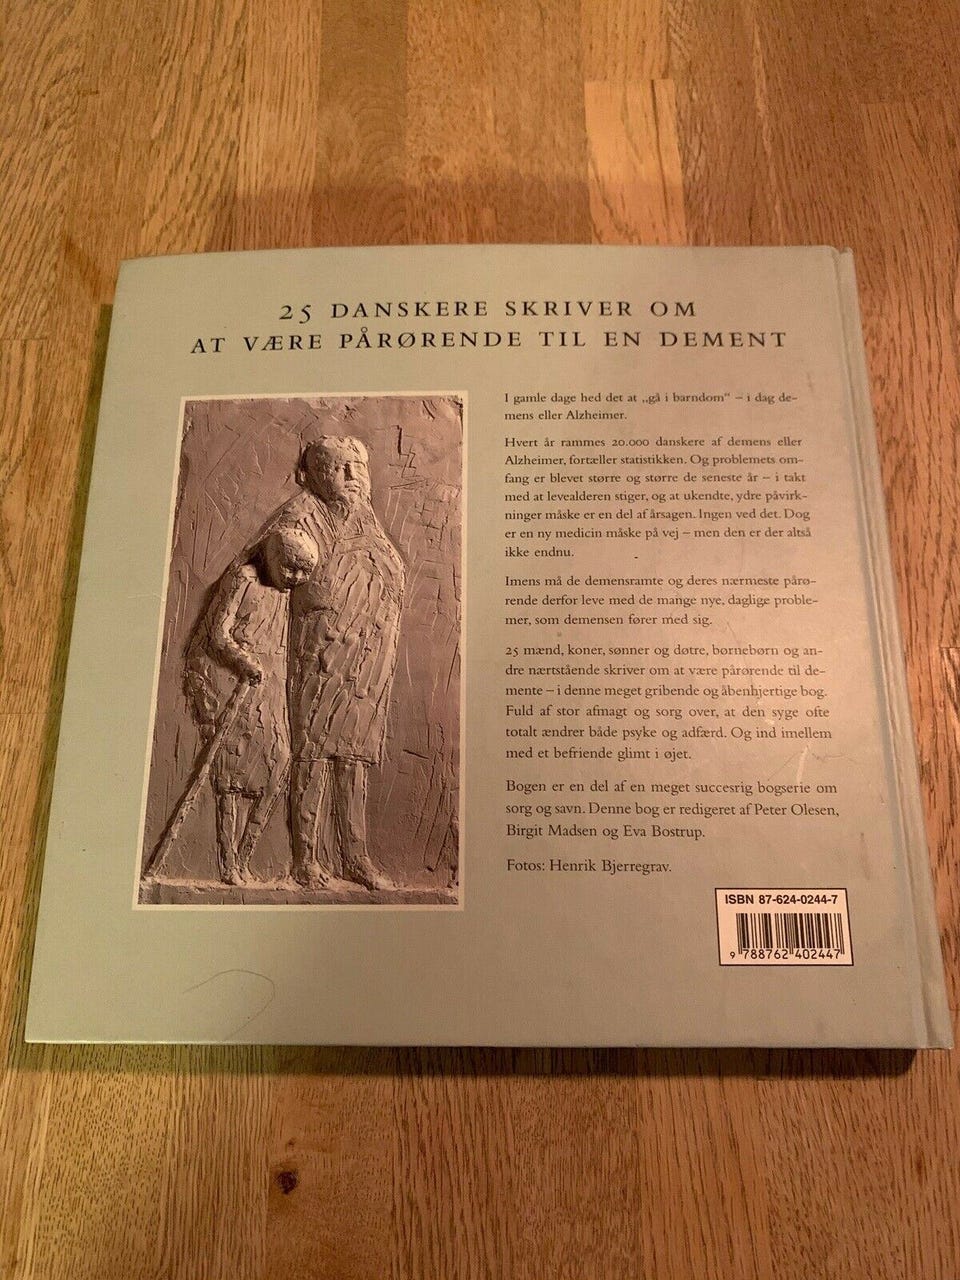 25 DANSKERE SKRIVER OM
AT VÆRE PÅRØRENDE TIL EN DEMENT
I gamle dage hed det at „gå i barndom“ – i dag de-
mens eller Alzheimer.
Hvert år rammes 20.000 danskere af demens eller
Alzheimer, fortæller statistikken. Og problemets om-
fang er blevet større og større de seneste år – i takt
med at levealderen stiger, og at ukendte, ydre påvirk-
ninger måske er en del af årsagen. Ingen ved det. Dog
er en ny medicin måske på vej – men den er der altså
ikke endnu.
Imens må de demensramte og deres nærmeste pårø-
rende derfor leve med de mange nye, daglige proble-
mer, som demensen fører med sig.
25 mænd, koner, sønner og døtre, børnebørn og an-
dre nærtstående skriver om at være pårørende til de-
mente – i denne meget gribende og åbenhjertige bog.
Fuld af stor afmagt og sorg over, at den syge ofte
totalt ændrer både psyke og adfærd. Og ind imellem
med et befriende glimt i øjet.
Bogen er en del af en meget succesrig bogserie om
sorg og savn. Denne bog er redigeret af Peter Olesen,
Birgit Madsen og Eva Bostrup.
Fotos: Henrik Bjerregrav.
ISBN 87-624-0244-7
9 788762 402447